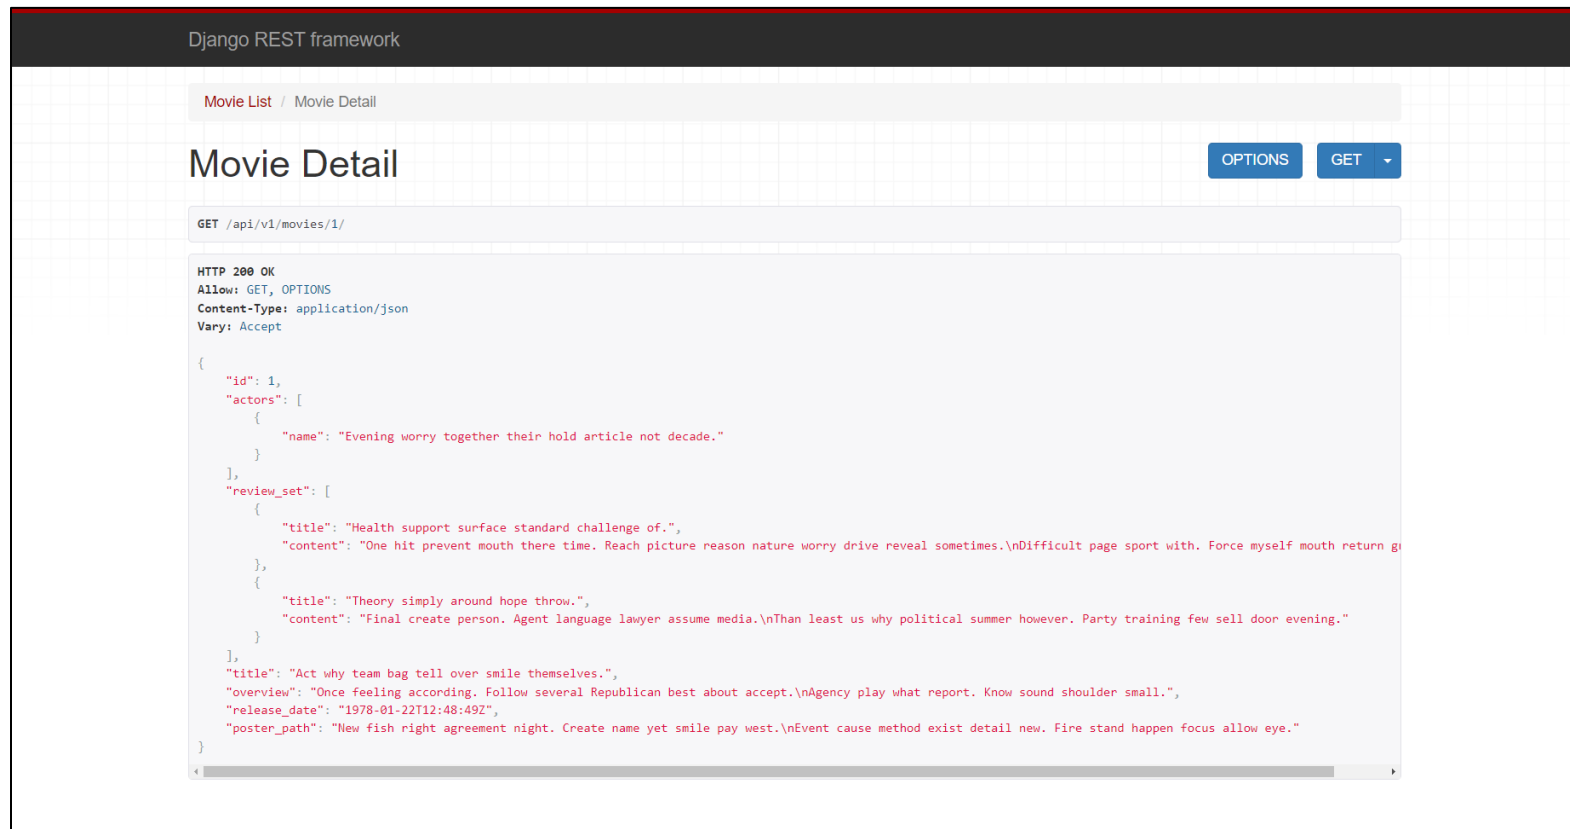 Django REST framework
Movie List / Movie Detail
Movie Detail
OPTIONS
GET
GET /api/v1/movies/1/
HTTP 200 OK
Allow: GET, OPTIONS
Content-Type: application/json
Vary: Accept
{
    "id": 1,
    "actors": [
        {
            "name": "Evening worry together their hold article not decade."
        }
    ],
    "review_set": [
        {
            "title": "Health support surface standard challenge of.",
            "content": "One hit prevent mouth there time. Reach picture reason nature worry drive reveal sometimes.\nDifficult page sport with. Force myself mouth return
        },
        {
            "title": "Theory simply around hope throw.",
            "content": "Final create person. Agent language lawyer assume media.\nThan least us why political summer however. Party training few sell door evening."
        }
    ],
    "title": "Act why team bag tell over smile themselves.",
    "overview": "Once feeling according. Follow several Republican best about accept.\nAgency play what report. Know sound shoulder small.",
    "release_date": "1978-01-22T12:48:49Z",
    "poster_path": "New fish right agreement night. Create name yet smile pay west.\nEvent cause method exist detail new. Fire stand happen focus allow eye."
}